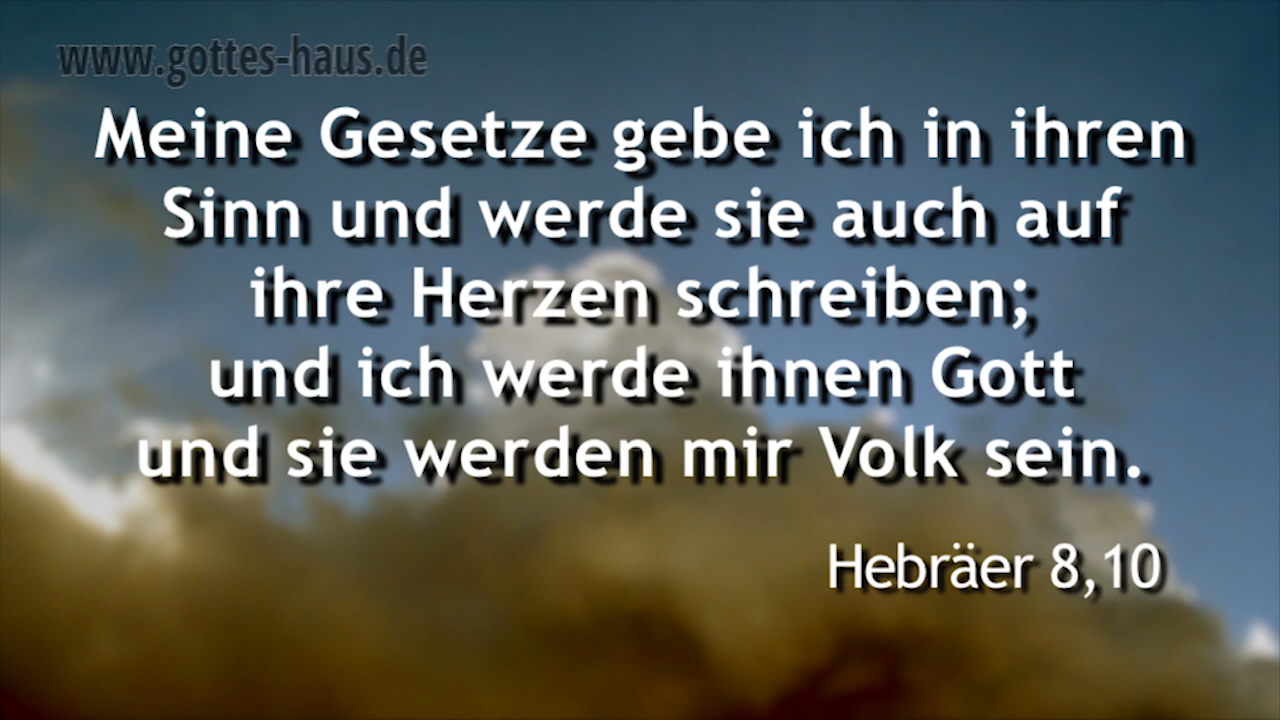 www.gottes-haus.de
Meine Gesetze gebe ich in ihren
Sinn und werde sie auch auf
ihre Herzen schreiben;
und ich werde ihnen Gott
und sie werden mir Volk sein.
Hebräer 8,10